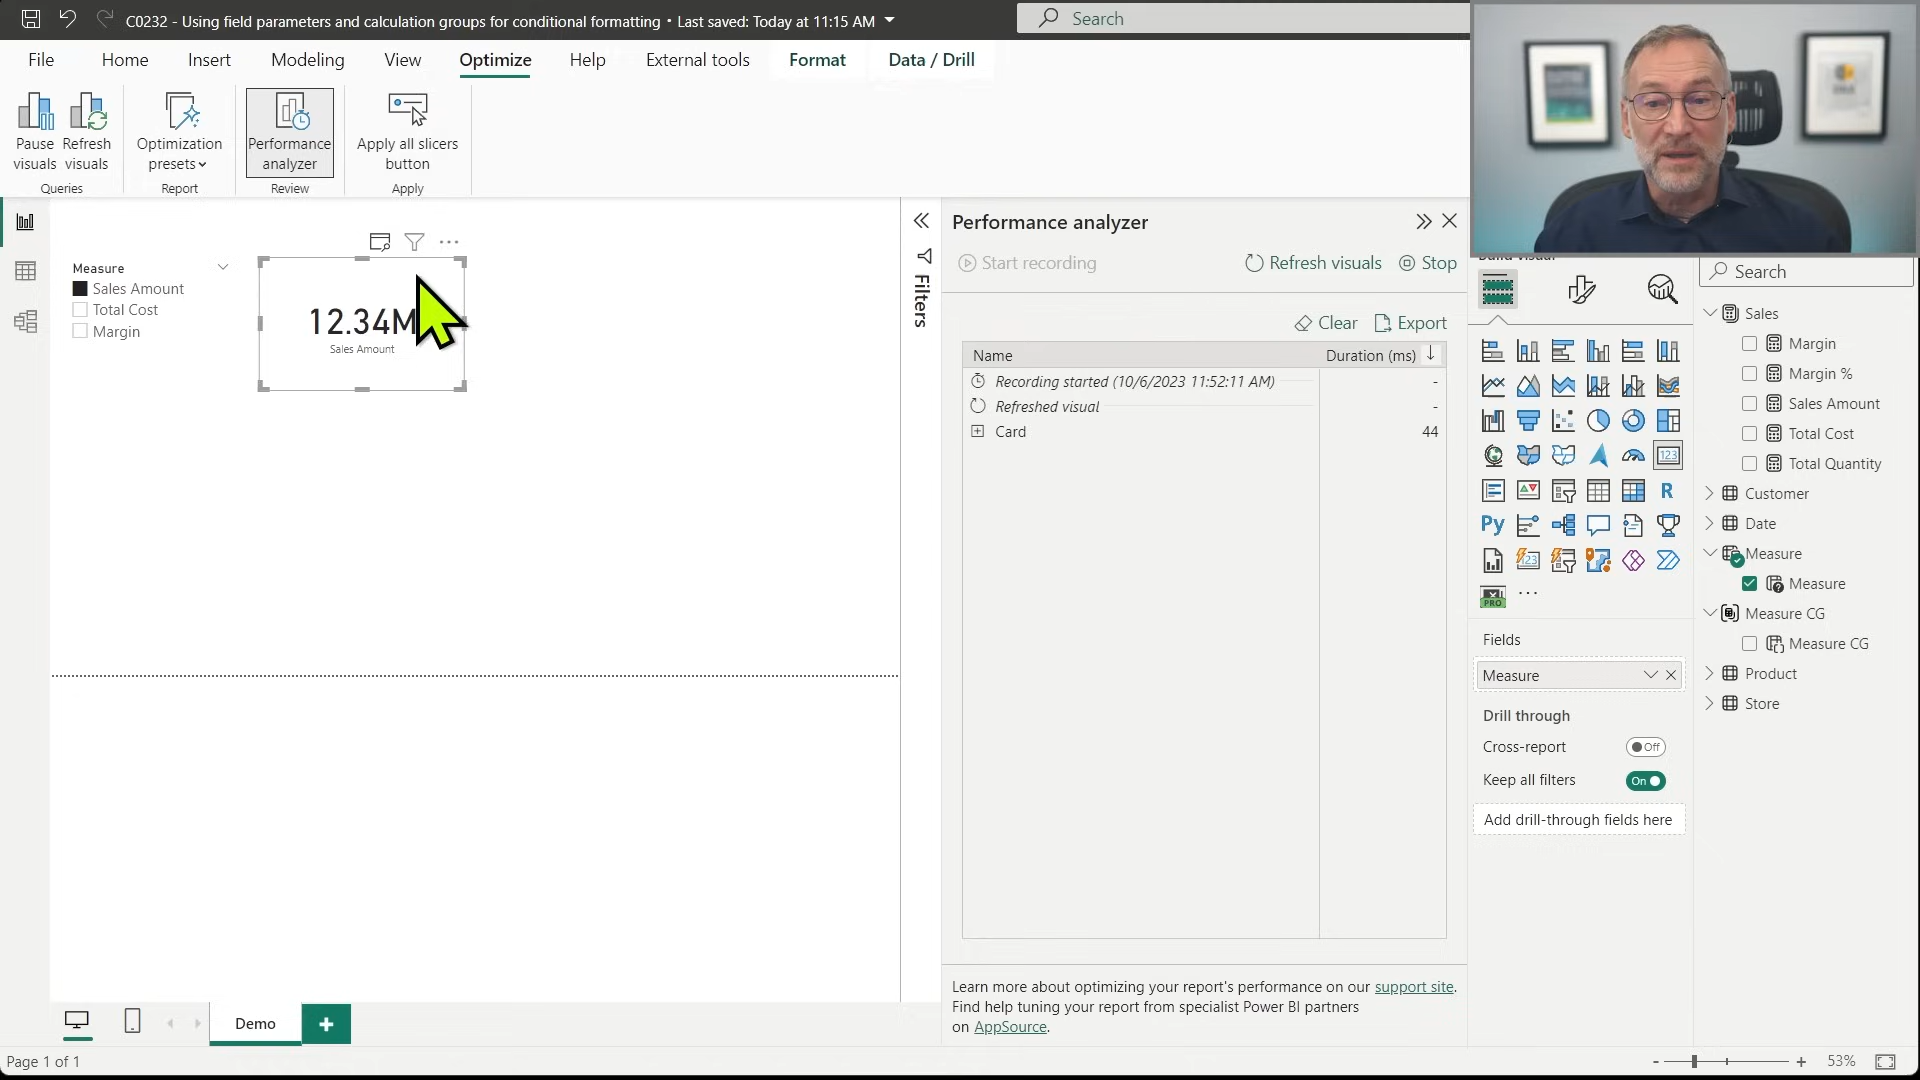 C0232 - Using field parameters and calculation groups for conditional formatting • Last saved: Today at 11:15 AM
Search
File Home Insert Modeling View Optimize Help External tools Format Data / Drill
Pause visuals
Refresh visuals
Optimization presets
Performance analyzer
Apply all slicers button
Queries Report Review Apply
Measure
Sales Amount
Total Cost
Margin
12.34M
Sales Amount
Filters
Performance analyzer
Start recording Refresh visuals Stop
Clear Export
Name Duration (ms)
Recording started (10/6/2023 11:52:11 AM) -
Refreshed visual -
Card 44
Learn more about optimizing your report's performance on our support site.
Find help tuning your report from specialist Power BI partners
on AppSource.
123
R
Py
123
PRO
Fields
Measure
Drill through
Cross-report Off
Keep all filters On
Add drill-through fields here
Search
Sales
Margin
Margin %
Sales Amount
Total Cost
Total Quantity
Customer
Date
Measure
Measure
Measure CG
Measure CG
Product
Store
Demo
Page 1 of 1
- + 53%